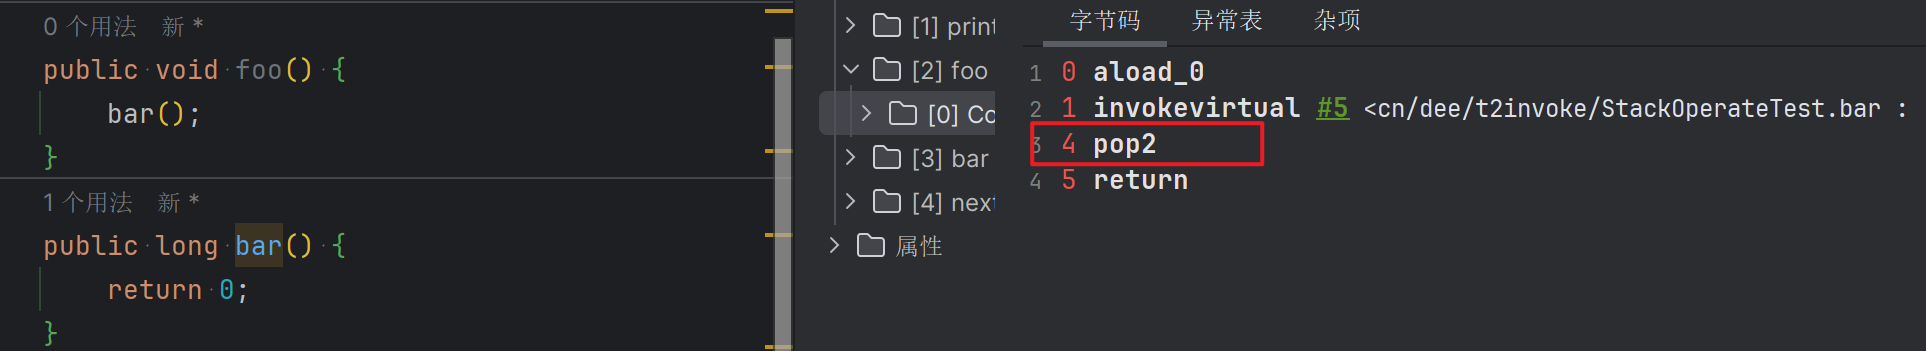 0 个用法 新 *
public void foo() {
bar();
}
1 个用法 新 *
public long bar() {
return 0;
}
[1] print
[2] foo
[0] Co
[3] bar
[4] next
属性
字节码 异常表 杂项
1 0 aload_0
2 1 invokevirtual #5 <cn/dee/t2invoke/StackOperateTest.bar :
3 4 pop2
4 5 return